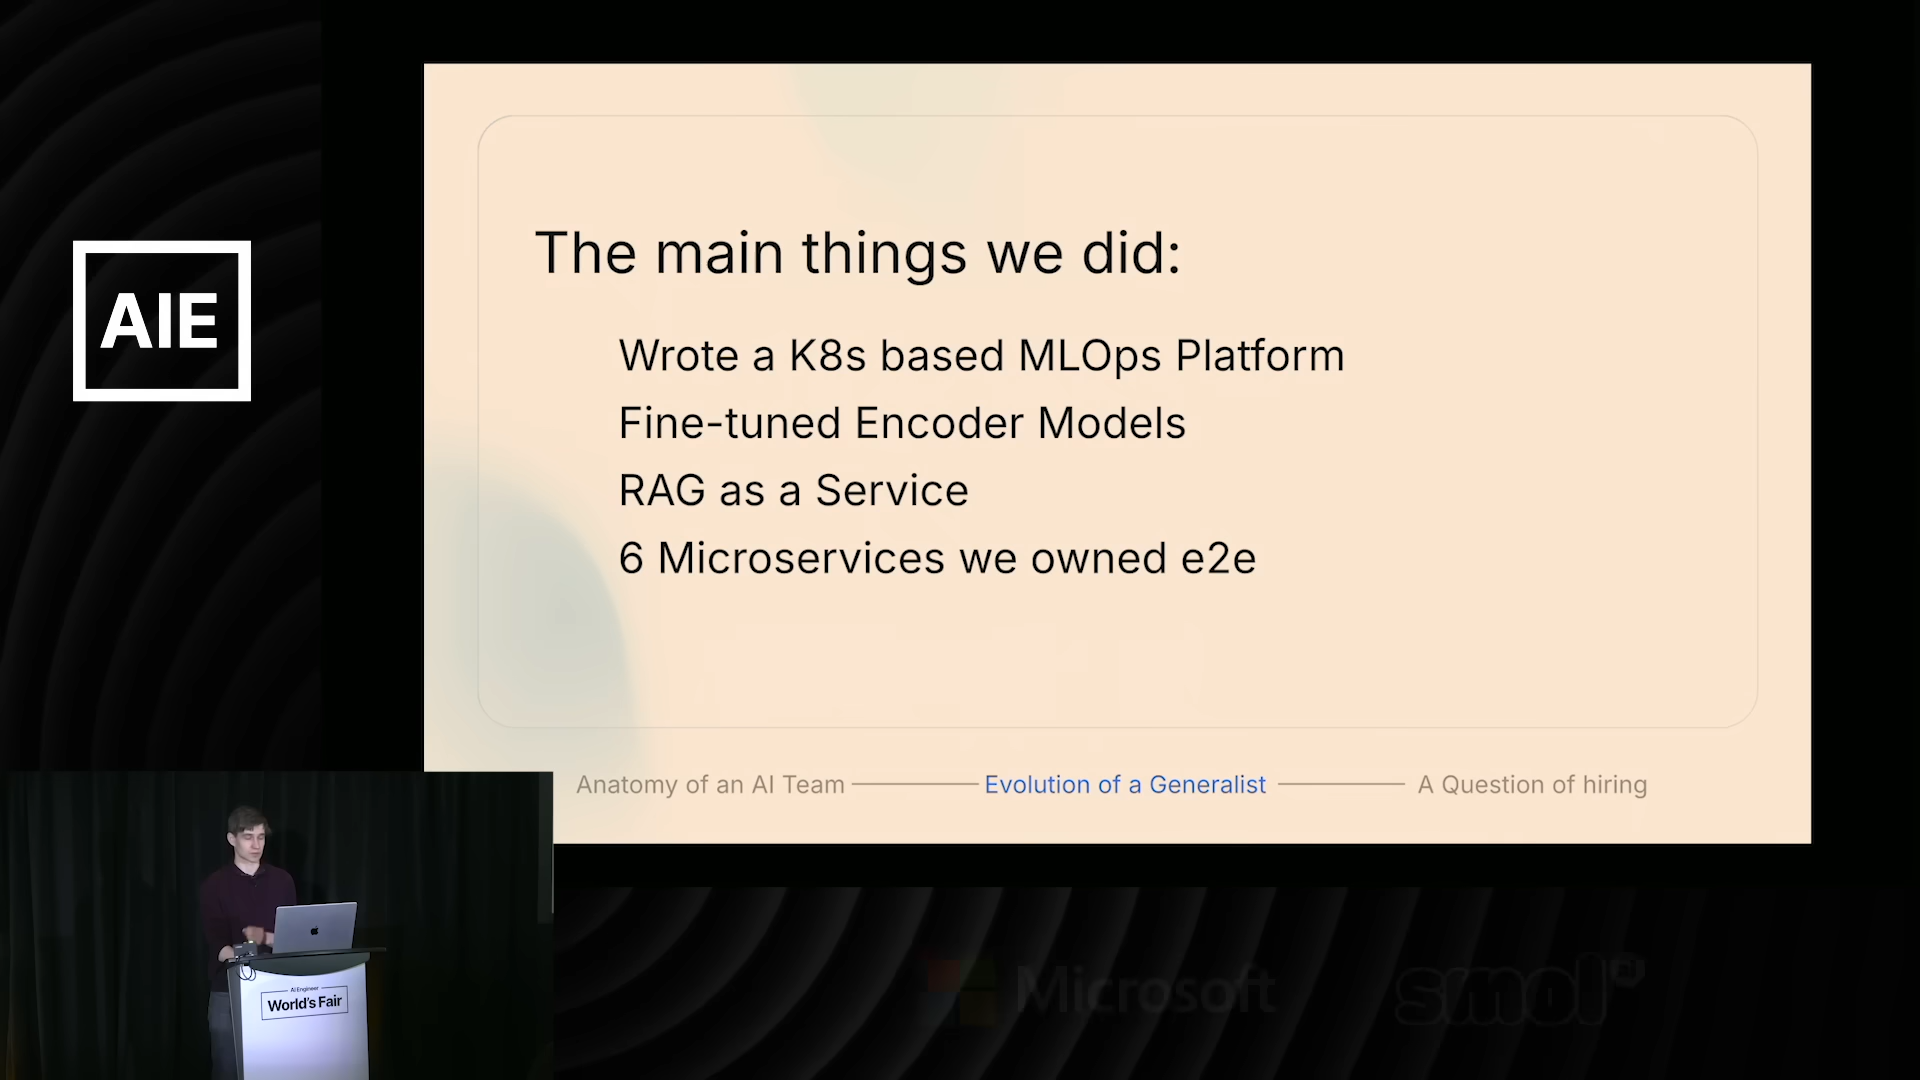 AIE
The main things we did:
Wrote a K8s based MLOps Platform
Fine-tuned Encoder Models
RAG as a Service
6 Microservices we owned e2e
Anatomy of an AI Team
Evolution of a Generalist
A Question of hiring
AI Engineer
World's Fair
Microsoft
smol